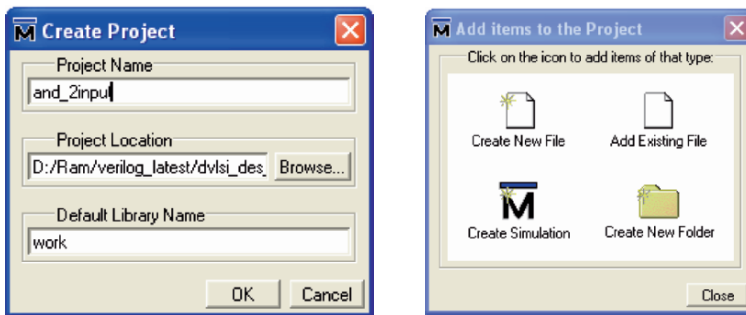 Create Project
Project Name
and_2input
Project Location
D:/Ram/verilog_latest/dvlsi_des_
Browse...
Default Library Name
work
OK
Cancel
Add items to the Project
Click on the icon to add items of that type:
Create New File
Add Existing File
Create Simulation
Create New Folder
Close